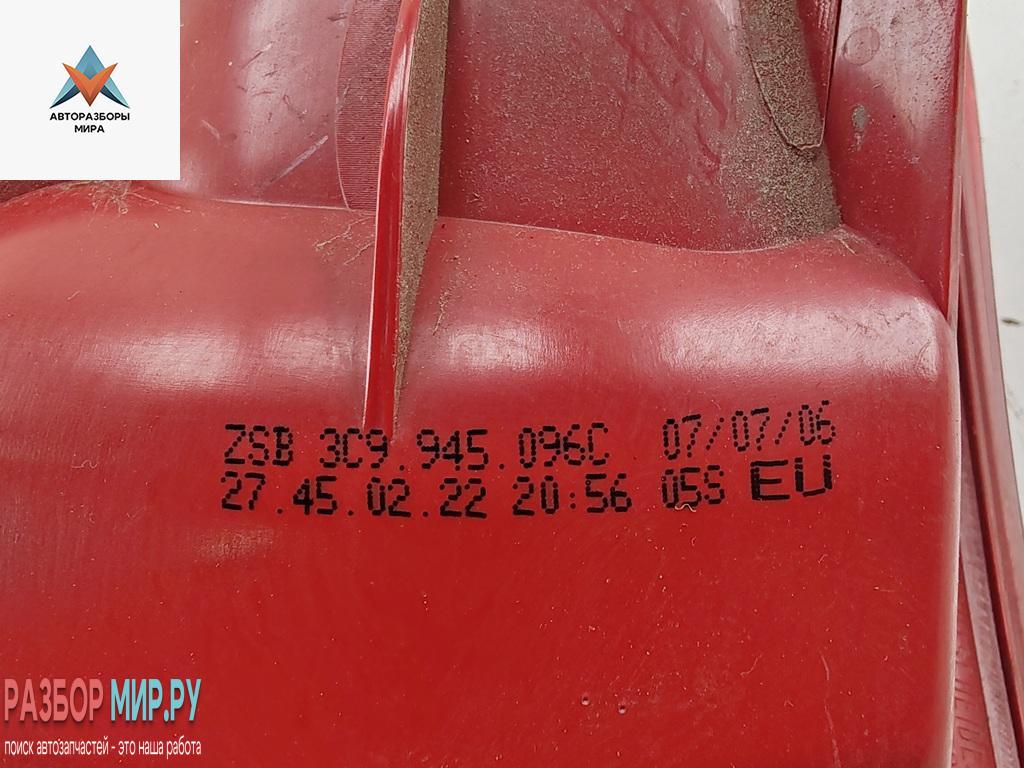 АВТОРАЗБОРЫ
МИРА
ZSB 3C9.945.096C 07/07/06
27.45.02.22 20:56 05S EU
РАЗБОР МИР.РУ
поиск автозапчастей - это наша работа